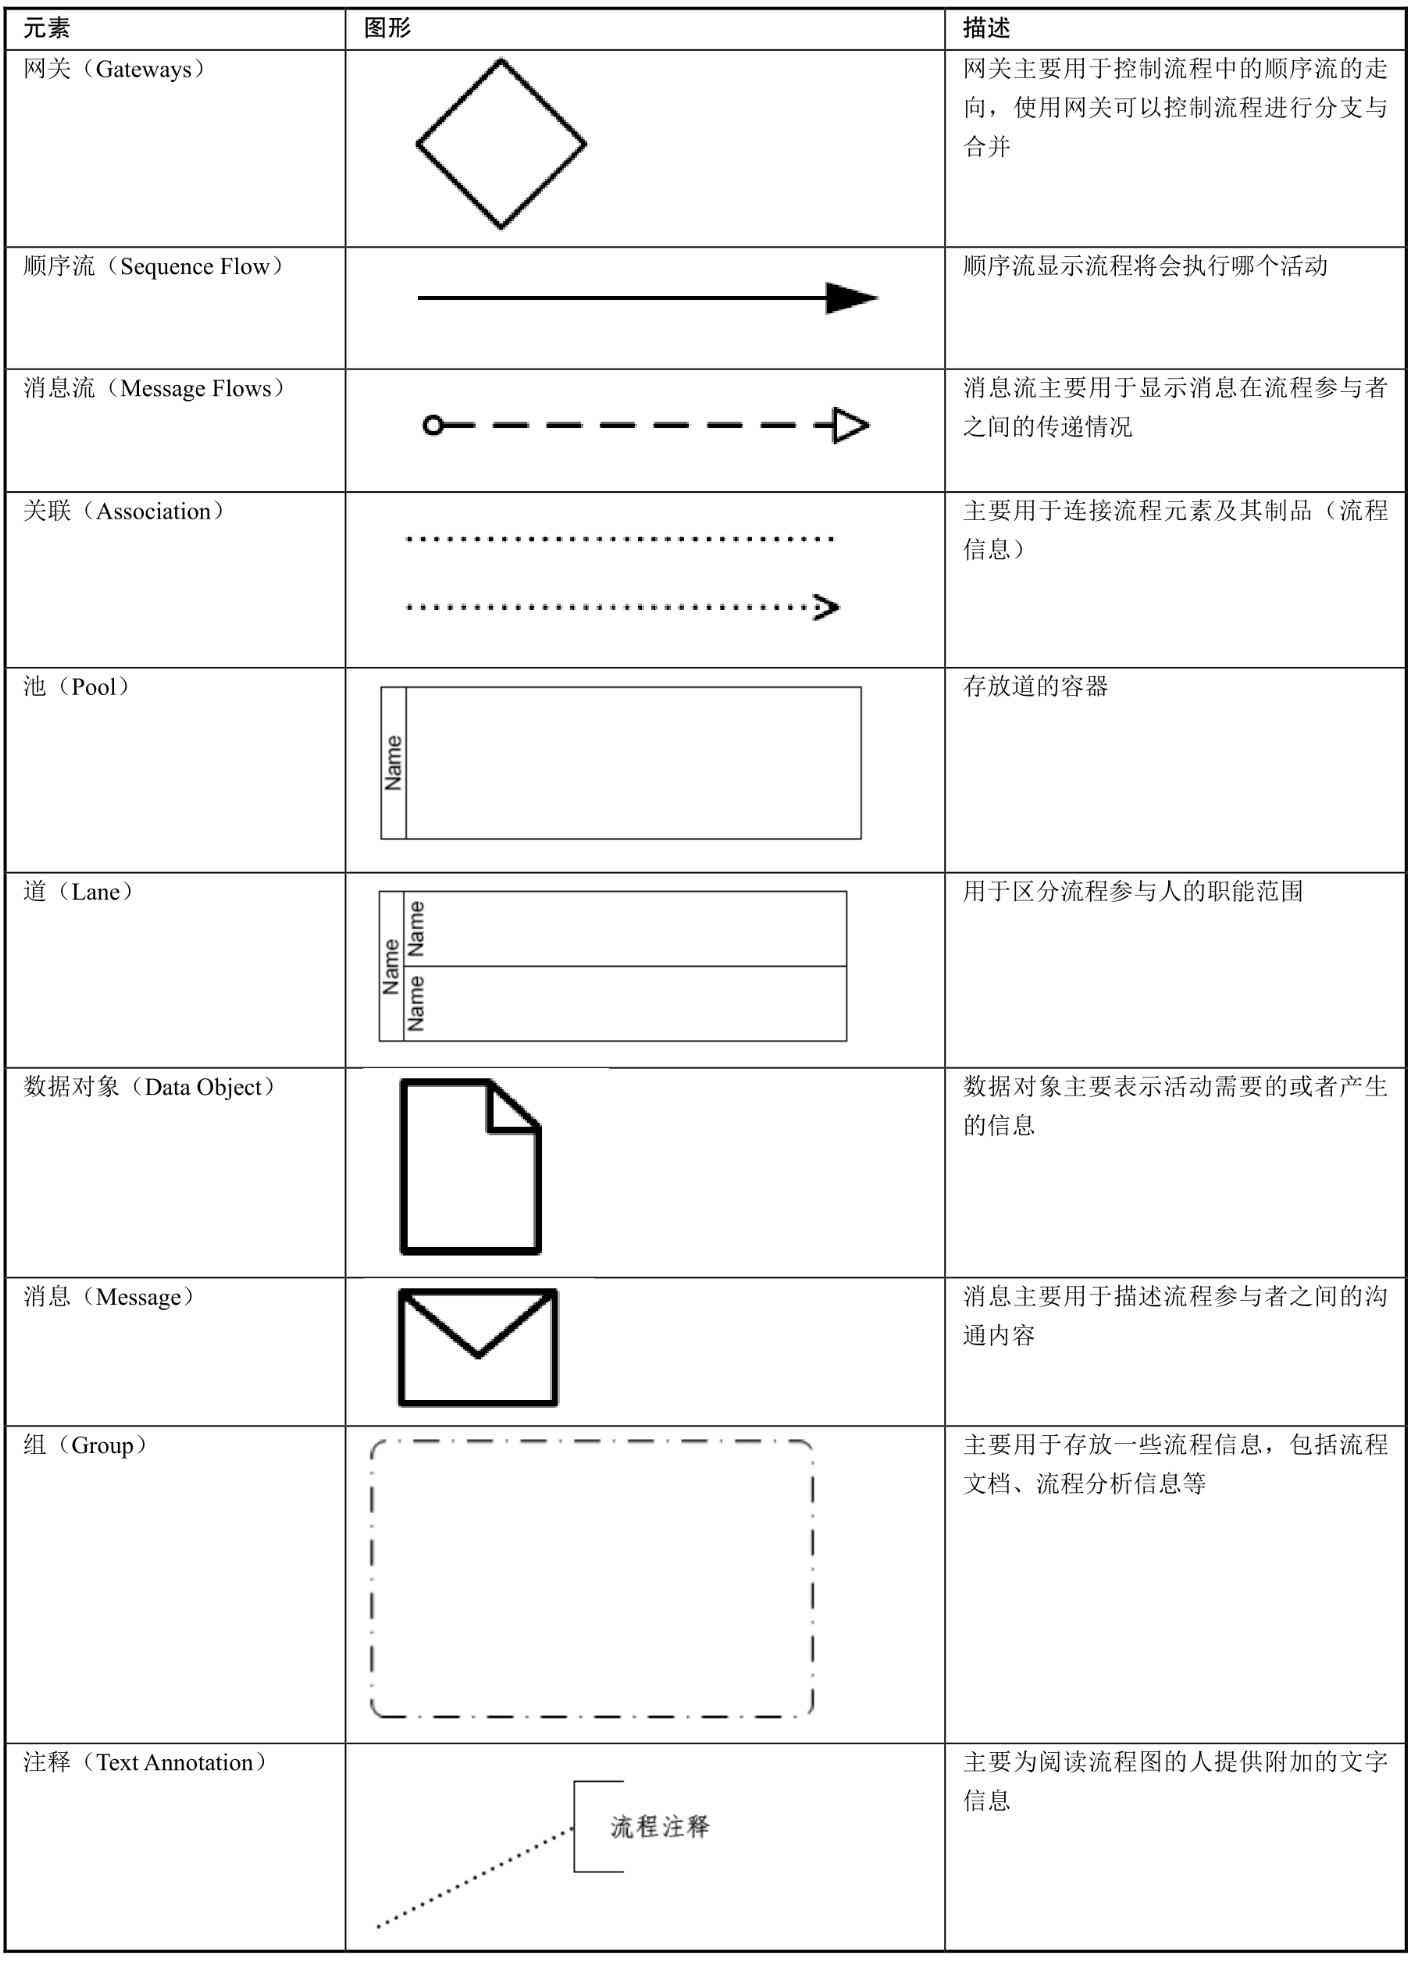 元素 图形 描述
网关（Gateways） 网关主要用于控制流程中的顺序流的走
向，使用网关可以控制流程进行分支与
合并
顺序流（Sequence Flow） 顺序流显示流程将会执行哪个活动
消息流（Message Flows） 消息流主要用于显示消息在流程参与者
之间的传递情况
关联（Association） 主要用于连接流程元素及其制品（流程
信息）
池（Pool） 存放道的容器
Name
道（Lane） 用于区分流程参与人的职能范围
Name
Name
Name
数据对象（Data Object） 数据对象主要表示活动需要的或者产生
的信息
消息（Message） 消息主要用于描述流程参与者之间的沟
通内容
组（Group） 主要用于存放一些流程信息，包括流程
文档、流程分析信息等
注释（Text Annotation） 主要为阅读流程图的人提供附加的文字
信息
流程注释